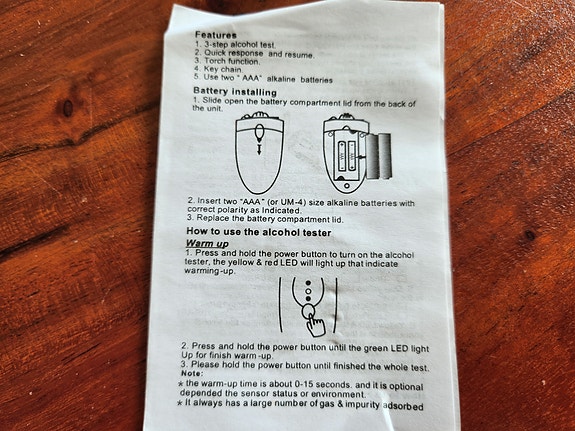 Features
1. 3-step alcohol test.
2. Quick response and resume.
3. Torch function.
4. Key chain.
5. Use two " AAA" alkaline batteries
Battery installing
1. Slide open the battery compartment lid from the back of
the unit.
2. Insert two "AAA" (or UM-4) size alkaline batteries with
correct polarity as Indicated.
3. Replace the battery compartment lid.
How to use the alcohol tester
Warm up
1. Press and hold the power button to turn on the alcohol
tester, the yellow & red LED will light up that indicate
warming-up.
2. Press and hold the power button until the green LED light
Up for finish warm-up.
3. Please hold the power button until finished the whole test.
Note:
* the warm-up time is about 0-15 seconds. and it is optional
depended the sensor status or environment.
* It always has a large number of gas & impurity adsorbed